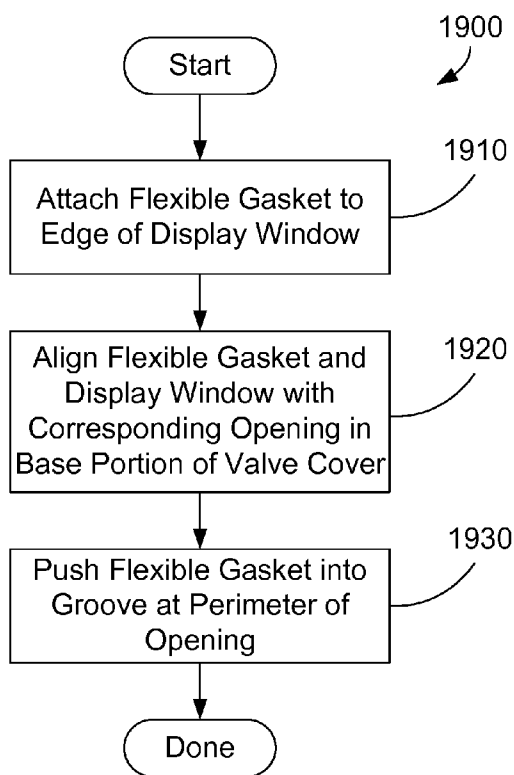 1900
Start
1910
Attach Flexible Gasket to
Edge of Display Window
1920
Align Flexible Gasket and
Display Window with
Corresponding Opening in
Base Portion of Valve Cover
1930
Push Flexible Gasket into
Groove at Perimeter of
Opening
Done